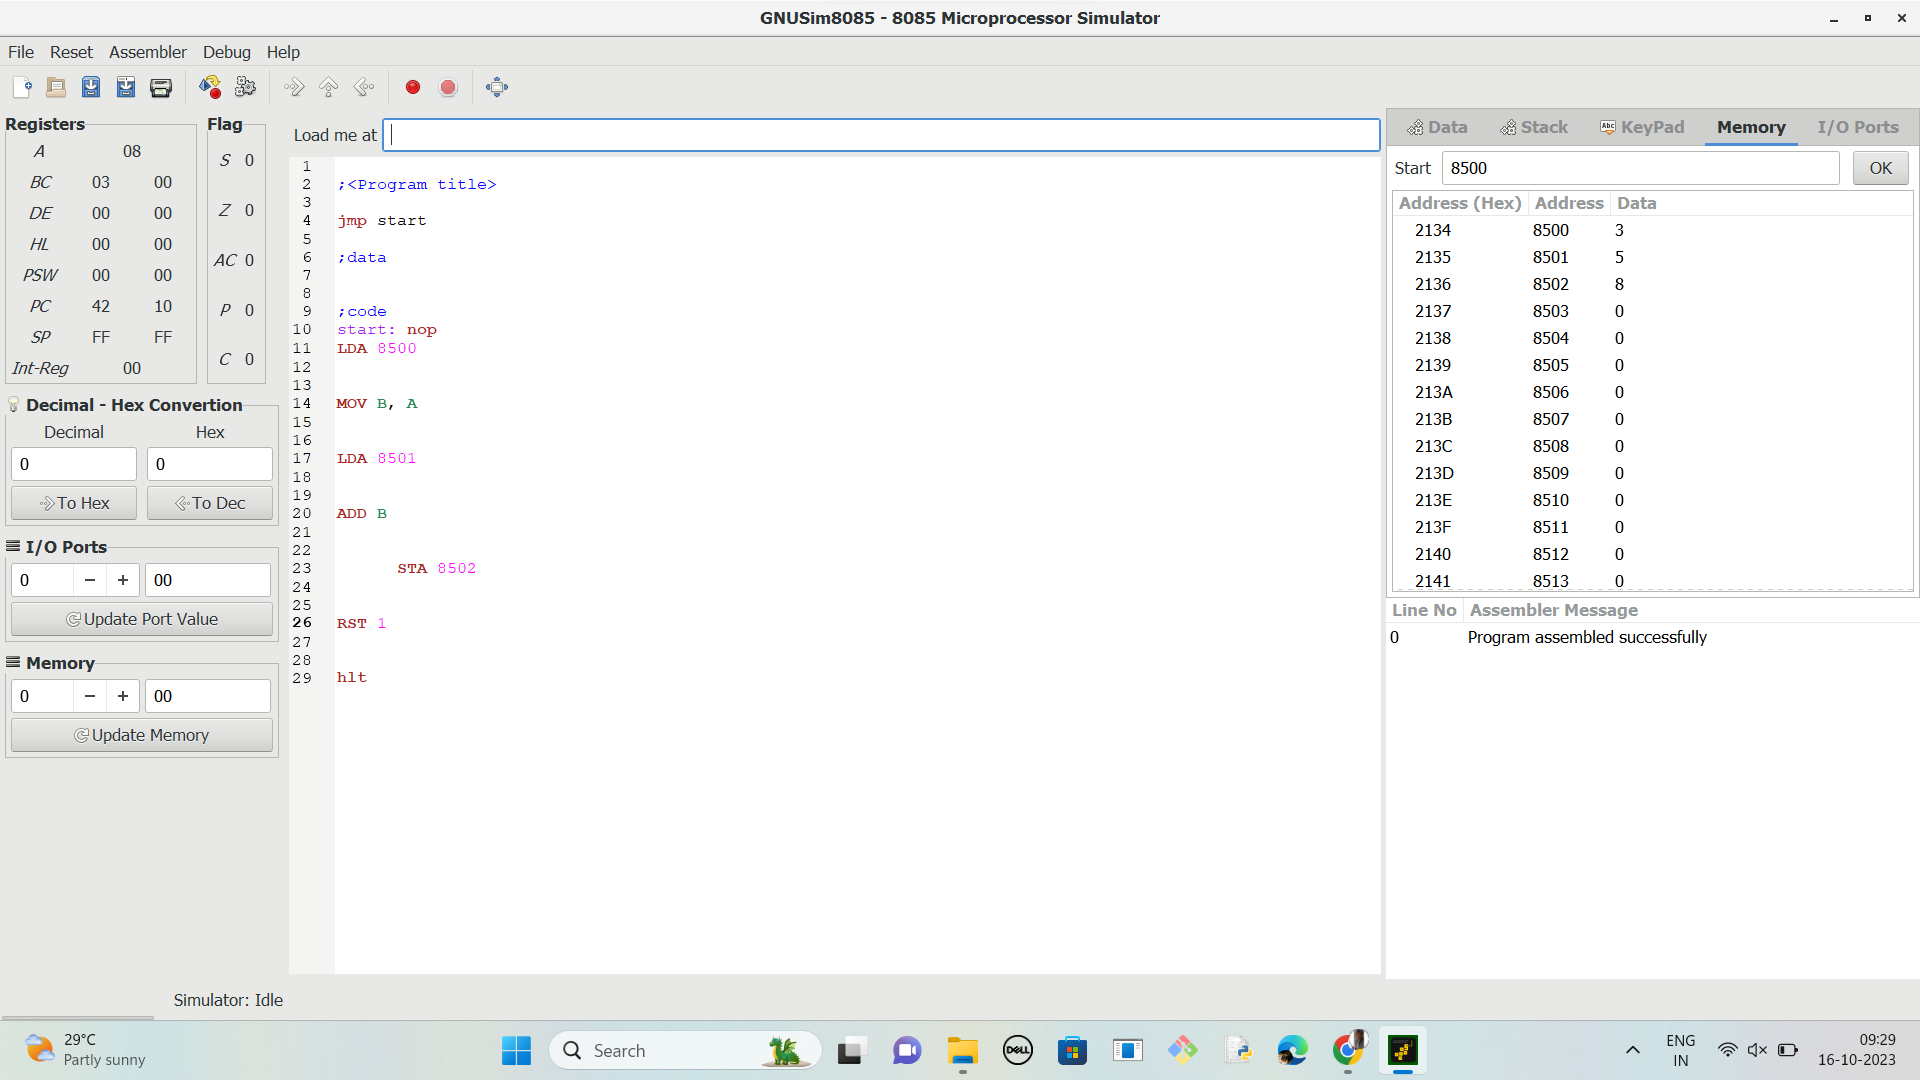 GNUSim8085 - 8085 Microprocessor Simulator
File Reset Assembler Debug Help
Registers
A 08
BC 03 00
DE 00 00
HL 00 00
PSW 00 00
PC 42 10
SP FF FF
Int-Reg 00
Flag
S 0
Z 0
AC 0
P 0
C 0
Decimal - Hex Convertion
Decimal Hex
0 0
To Hex To Dec
I/O Ports
0 − + 00
Update Port Value
Memory
0 − + 00
Update Memory
Load me at
1
2 ;<Program title>
3
4 jmp start
5
6 ;data
7
8
9 ;code
10 start: nop
11 LDA 8500
12
13
14 MOV B, A
15
16
17 LDA 8501
18
19
20 ADD B
21
22
23 STA 8502
24
25
26 RST 1
27
28
29 hlt
Data Stack Abc KeyPad Memory I/O Ports
Start 8500 OK
Address (Hex) Address Data
2134 8500 3
2135 8501 5
2136 8502 8
2137 8503 0
2138 8504 0
2139 8505 0
213A 8506 0
213B 8507 0
213C 8508 0
213D 8509 0
213E 8510 0
213F 8511 0
2140 8512 0
2141 8513 0
Line No Assembler Message
0 Program assembled successfully
Simulator: Idle
29°C
Partly sunny
Search
DELL
ENG
IN
09:29
16-10-2023